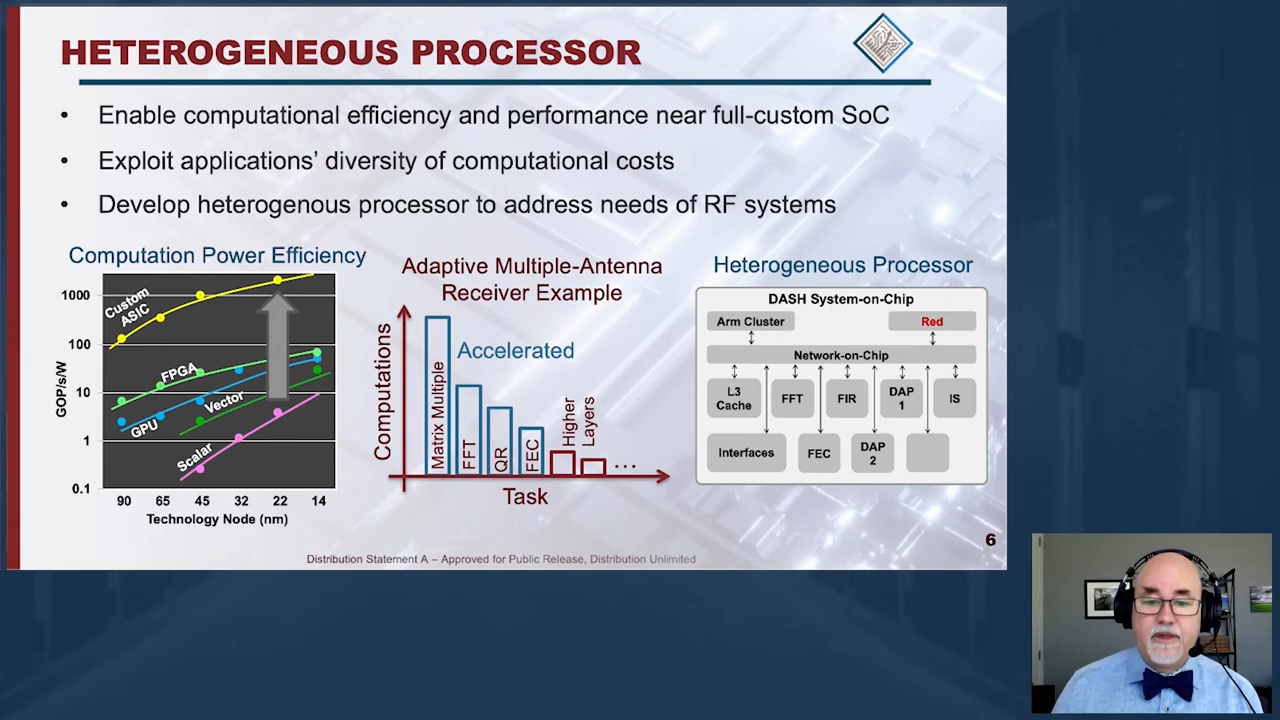 HETEROGENEOUS PROCESSOR
• Enable computational efficiency and performance near full-custom SoC
• Exploit applications’ diversity of computational costs
• Develop heterogenous processor to address needs of RF systems
Computation Power Efficiency
GOP/s/W
1000
100
10
1
0.1
Custom
ASIC
FPGA
GPU
Vector
Scalar
90 65 45 32 22 14
Technology Node (nm)
Adaptive Multiple-Antenna
Receiver Example
Computations
Accelerated
Matrix Multiple
FFT
QR
FEC
Higher
Layers
...
Task
Heterogeneous Processor
DASH System-on-Chip
Arm Cluster
Red
Network-on-Chip
L3
Cache
FFT
FIR
DAP
1
IS
Interfaces
FEC
DAP
2
6
Distribution Statement A – Approved for Public Release, Distribution Unlimited